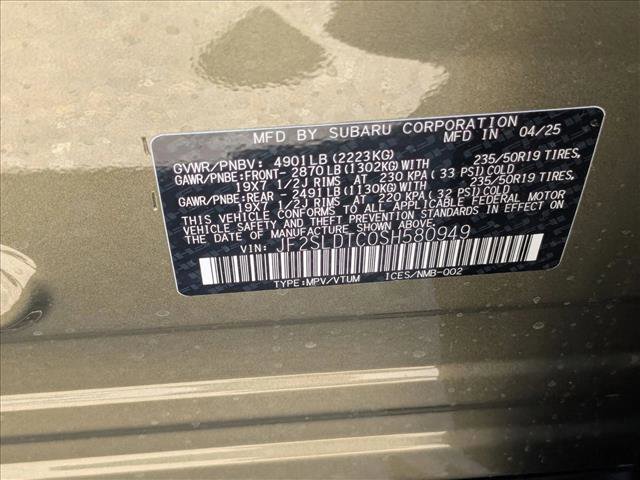 MFD BY SUBARU CORPORATION
MFD IN 04/25
GVWR/PNBV: 4901LB (2223KG)
GAWR/PNBE:FRONT- 2870LB (1302KG) WITH 235/50R19 TIRES,
19X7 1/2J RIMS AT 230 KPA (33 PSI) COLD
GAWR/PNBE:REAR - 2491LB (1130KG) WITH 235/50R19 TIRES,
19X7 1/2J RIMS AT 220 KPA (32 PSI) COLD
THIS VEHICLE CONFORMS TO ALL APPLICABLE FEDERAL MOTOR
VEHICLE SAFETY AND THEFT PREVENTION STANDARDS IN EFFECT
ON THE DATE OF MANUFACTURE SHOWN ABOVE.
VIN: JF2SLDTC0SH580949
TYPE:MPV/VTUM ICES/NMB-002